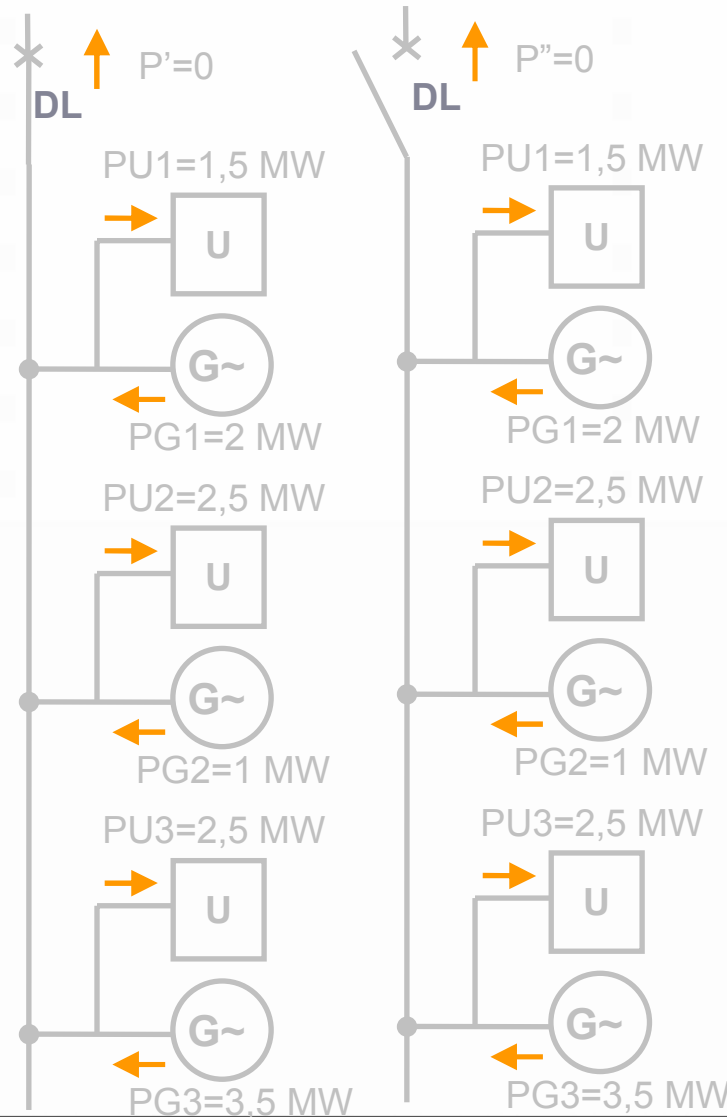 P'=0
DL
PU1=1,5 MW
U
G~
PG1=2 MW
PU2=2,5 MW
U
G~
PG2=1 MW
PU3=2,5 MW
U
G~
PG3=3,5 MW
P"=0
DL
PU1=1,5 MW
U
G~
PG1=2 MW
PU2=2,5 MW
U
G~
PG2=1 MW
PU3=2,5 MW
U
G~
PG3=3,5 MW